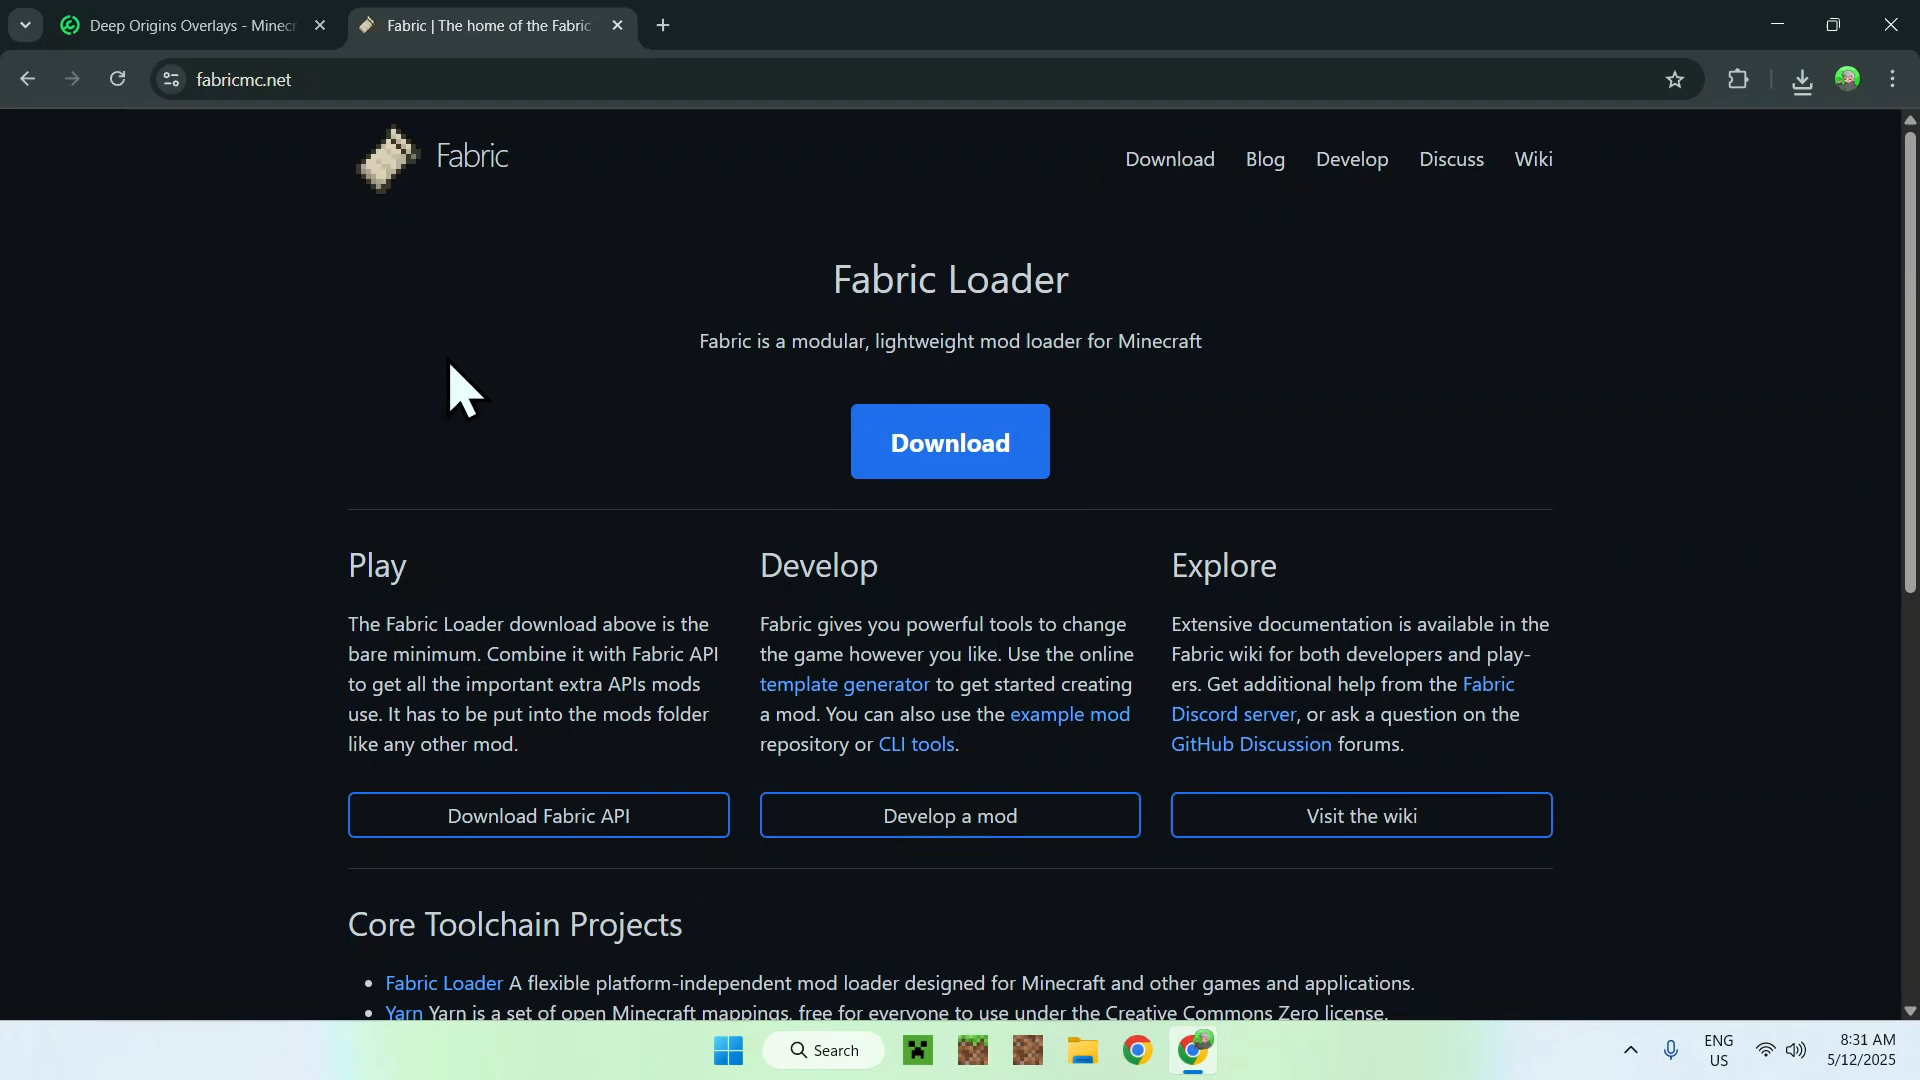 Deep Origins Overlays - Minec
Fabric | The home of the Fabric
fabricmc.net
Fabric
Download
Blog
Develop
Discuss
Wiki
Fabric Loader
Fabric is a modular, lightweight mod loader for Minecraft
Download
Play
The Fabric Loader download above is the
bare minimum. Combine it with Fabric API
to get all the important extra APIs mods
use. It has to be put into the mods folder
like any other mod.
Download Fabric API
Develop
Fabric gives you powerful tools to change
the game however you like. Use the online
template generator to get started creating
a mod. You can also use the example mod
repository or CLI tools.
Develop a mod
Explore
Extensive documentation is available in the
Fabric wiki for both developers and play-
ers. Get additional help from the Fabric
Discord server, or ask a question on the
GitHub Discussion forums.
Visit the wiki
Core Toolchain Projects
Fabric Loader A flexible platform-independent mod loader designed for Minecraft and other games and applications.
Yarn Yarn is a set of open Minecraft mappings, free for everyone to use under the Creative Commons Zero license.
Search
ENG
US
8:31 AM
5/12/2025